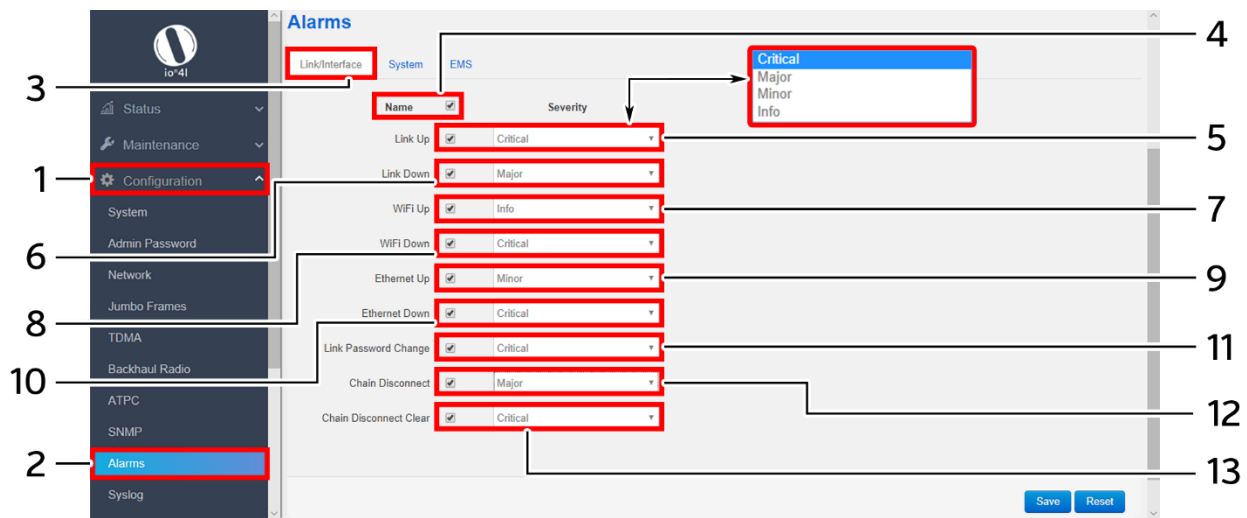 Alarms
4
Link/Interface System EMS
Critical
Major
Minor
Info
io"4l
3
Name Severity
Status
Link Up Critical
5
Maintenance
1
Configuration
Link Down Major
System
WiFi Up Info
7
6
Admin Password
WiFi Down Critical
Network
Ethernet Up Minor
9
8
Jumbo Frames
Ethernet Down Critical
TDMA
Link Password Change Critical
11
10
Backhaul Radio
Chain Disconnect Major
ATPC
12
Chain Disconnect Clear Critical
SNMP
2
Alarms
13
Syslog
Save Reset